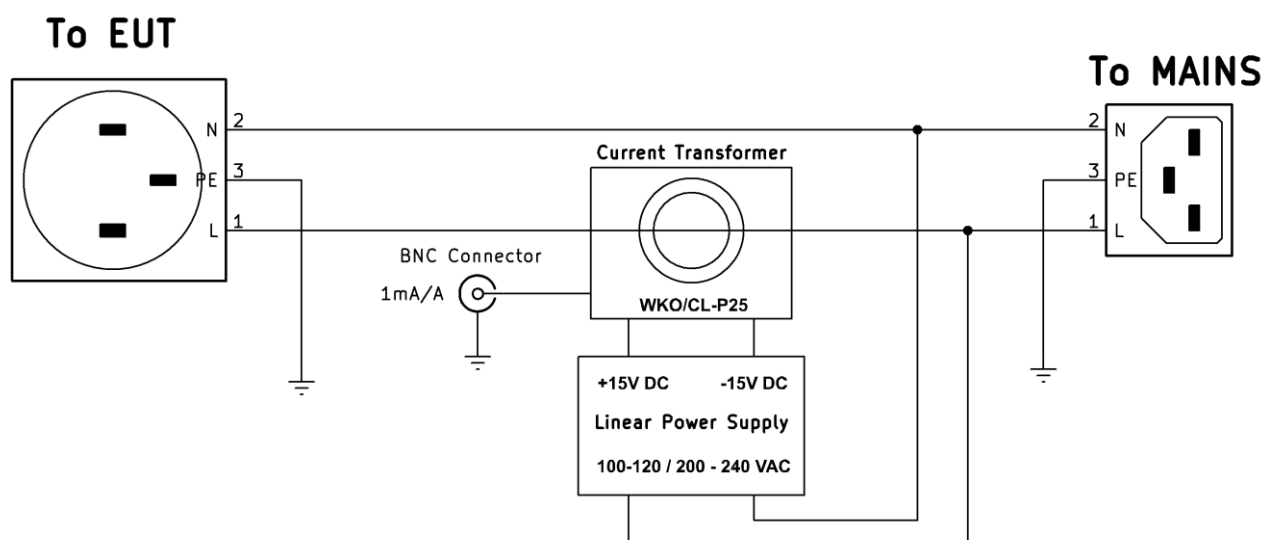 To EUT
To MAINS
N 2
PE 3
L 1
2 N
3 PE
1 L
Current Transformer
BNC Connector
1mA/A
WKO/CL-P25
+15V DC -15V DC
Linear Power Supply
100-120 / 200 - 240 VAC